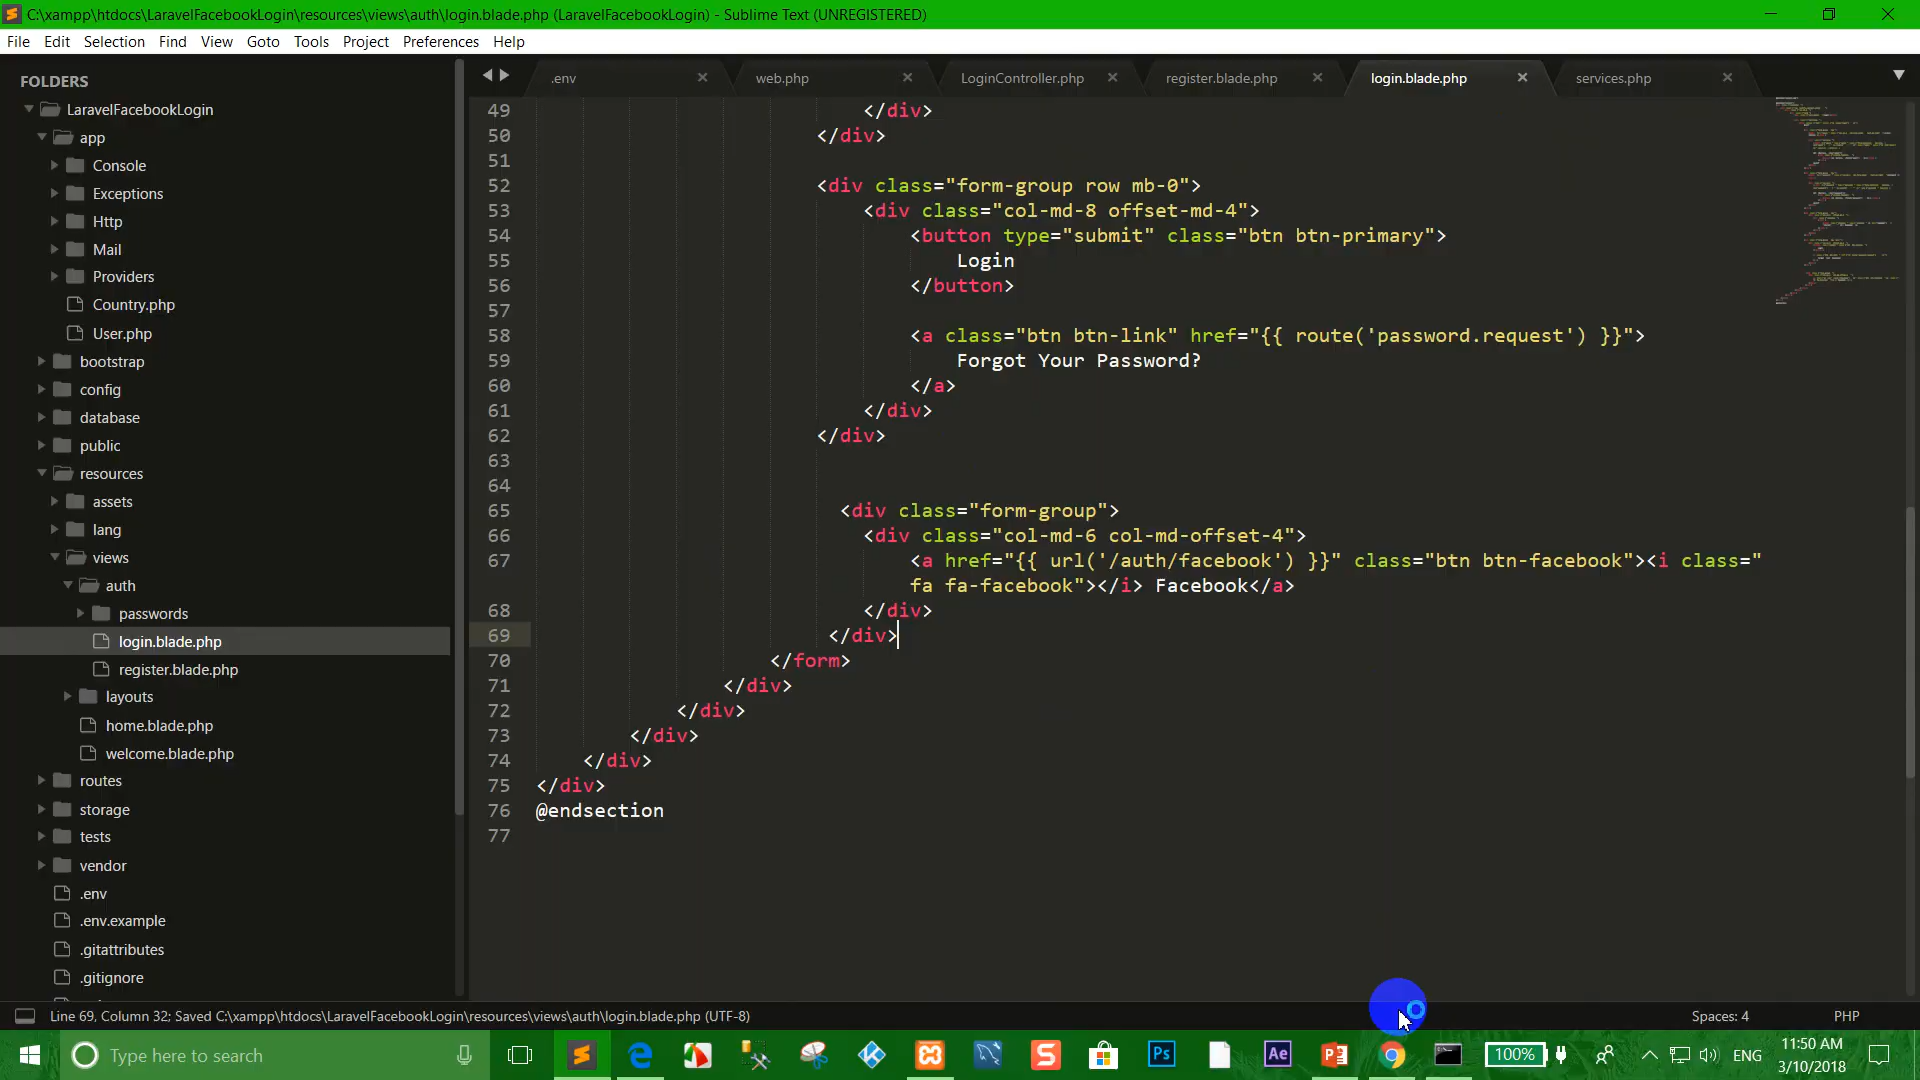 C:\xampp\htdocs\LaravelFacebookLogin\resources\views\auth\login.blade.php (LaravelFacebookLogin) - Sublime Text (UNREGISTERED)
File Edit Selection Find View Goto Tools Project Preferences Help
FOLDERS
LaravelFacebookLogin
app
Console
Exceptions
Http
Mail
Providers
Country.php
User.php
bootstrap
config
database
public
resources
assets
lang
views
auth
passwords
login.blade.php
register.blade.php
layouts
home.blade.php
welcome.blade.php
routes
storage
tests
vendor
.env
.env.example
.gitattributes
.gitignore
.env web.php LoginController.php register.blade.php login.blade.php services.php
49 </div>
50 </div>
51
52 <div class="form-group row mb-0">
53 <div class="col-md-8 offset-md-4">
54 <button type="submit" class="btn btn-primary">
55 Login
56 </button>
57
58 <a class="btn btn-link" href="{{ route('password.request') }}">
59 Forgot Your Password?
60 </a>
61 </div>
62 </div>
63
64
65 <div class="form-group">
66 <div class="col-md-6 col-md-offset-4">
67 <a href="{{ url('/auth/facebook') }}" class="btn btn-facebook"><i class="
fa fa-facebook"></i> Facebook</a>
68 </div>
69 </div>
70 </form>
71 </div>
72 </div>
73 </div>
74 </div>
75 </div>
76 @endsection
77
Line 69, Column 32; Saved C:\xampp\htdocs\LaravelFacebookLogin\resources\views\auth\login.blade.php (UTF-8) Spaces: 4 PHP
Type here to search
S
Ps
Ae
100%
ENG
11:50 AM
3/10/2018